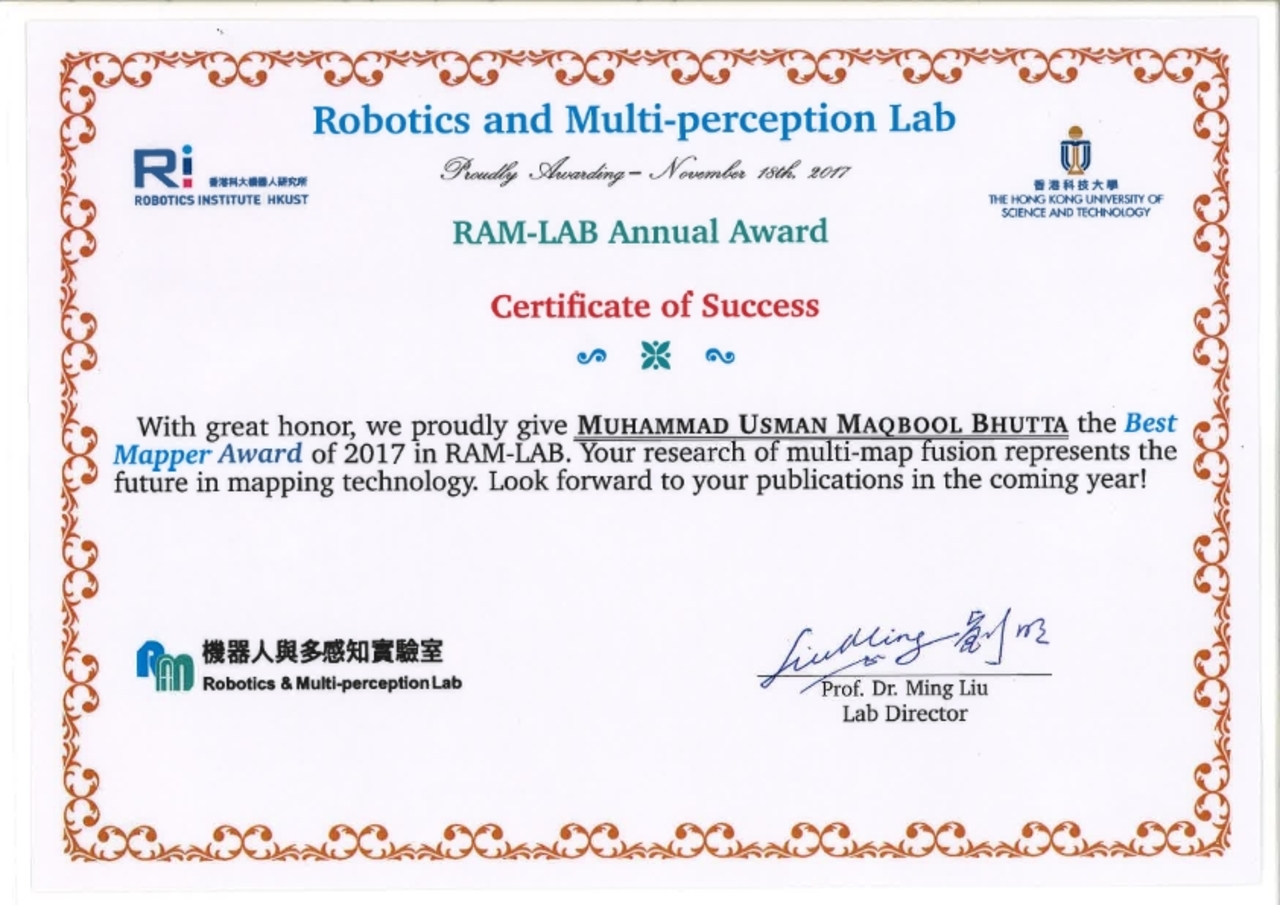 Robotics and Multi-perception Lab
Proudly Awarding – November 18th, 2017
Ri 香港科大機器人研究所
ROBOTICS INSTITUTE HKUST
香港科技大學
THE HONG KONG UNIVERSITY OF
SCIENCE AND TECHNOLOGY
RAM-LAB Annual Award
Certificate of Success
With great honor, we proudly give MUHAMMAD USMAN MAQBOOL BHUTTA the Best
Mapper Award of 2017 in RAM-LAB. Your research of multi-map fusion represents the
future in mapping technology. Look forward to your publications in the coming year!
RAM 機器人與多感知實驗室
Robotics & Multi-perception Lab
Liu Ming 劉明
Prof. Dr. Ming Liu
Lab Director